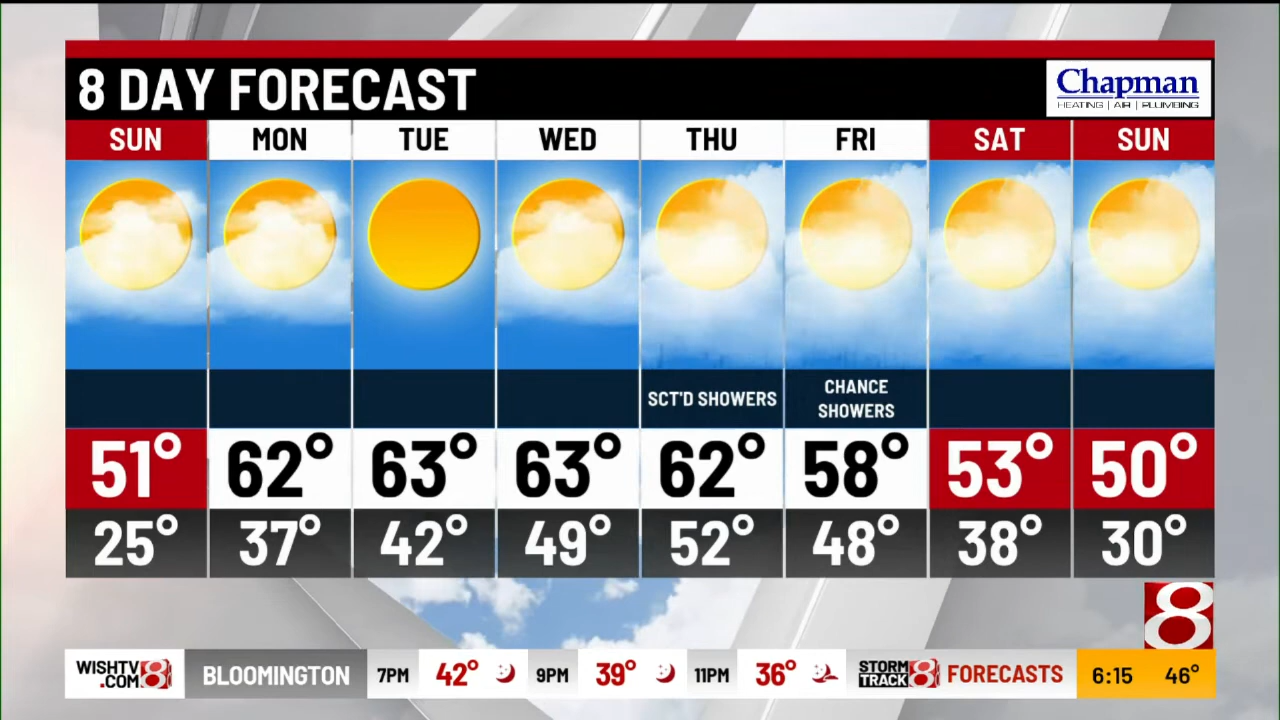 8 DAY FORECAST
Chapman
HEATING | AIR | PLUMBING
SUN MON TUE WED THU FRI SAT SUN
SCT'D SHOWERS
CHANCE
SHOWERS
51° 62° 63° 63° 62° 58° 53° 50°
25° 37° 42° 49° 52° 48° 38° 30°
8
WISHTV
.COM 8
BLOOMINGTON 7PM 42° 9PM 39° 11PM 36°
STORM
TRACK 8
FORECASTS
6:15 46°